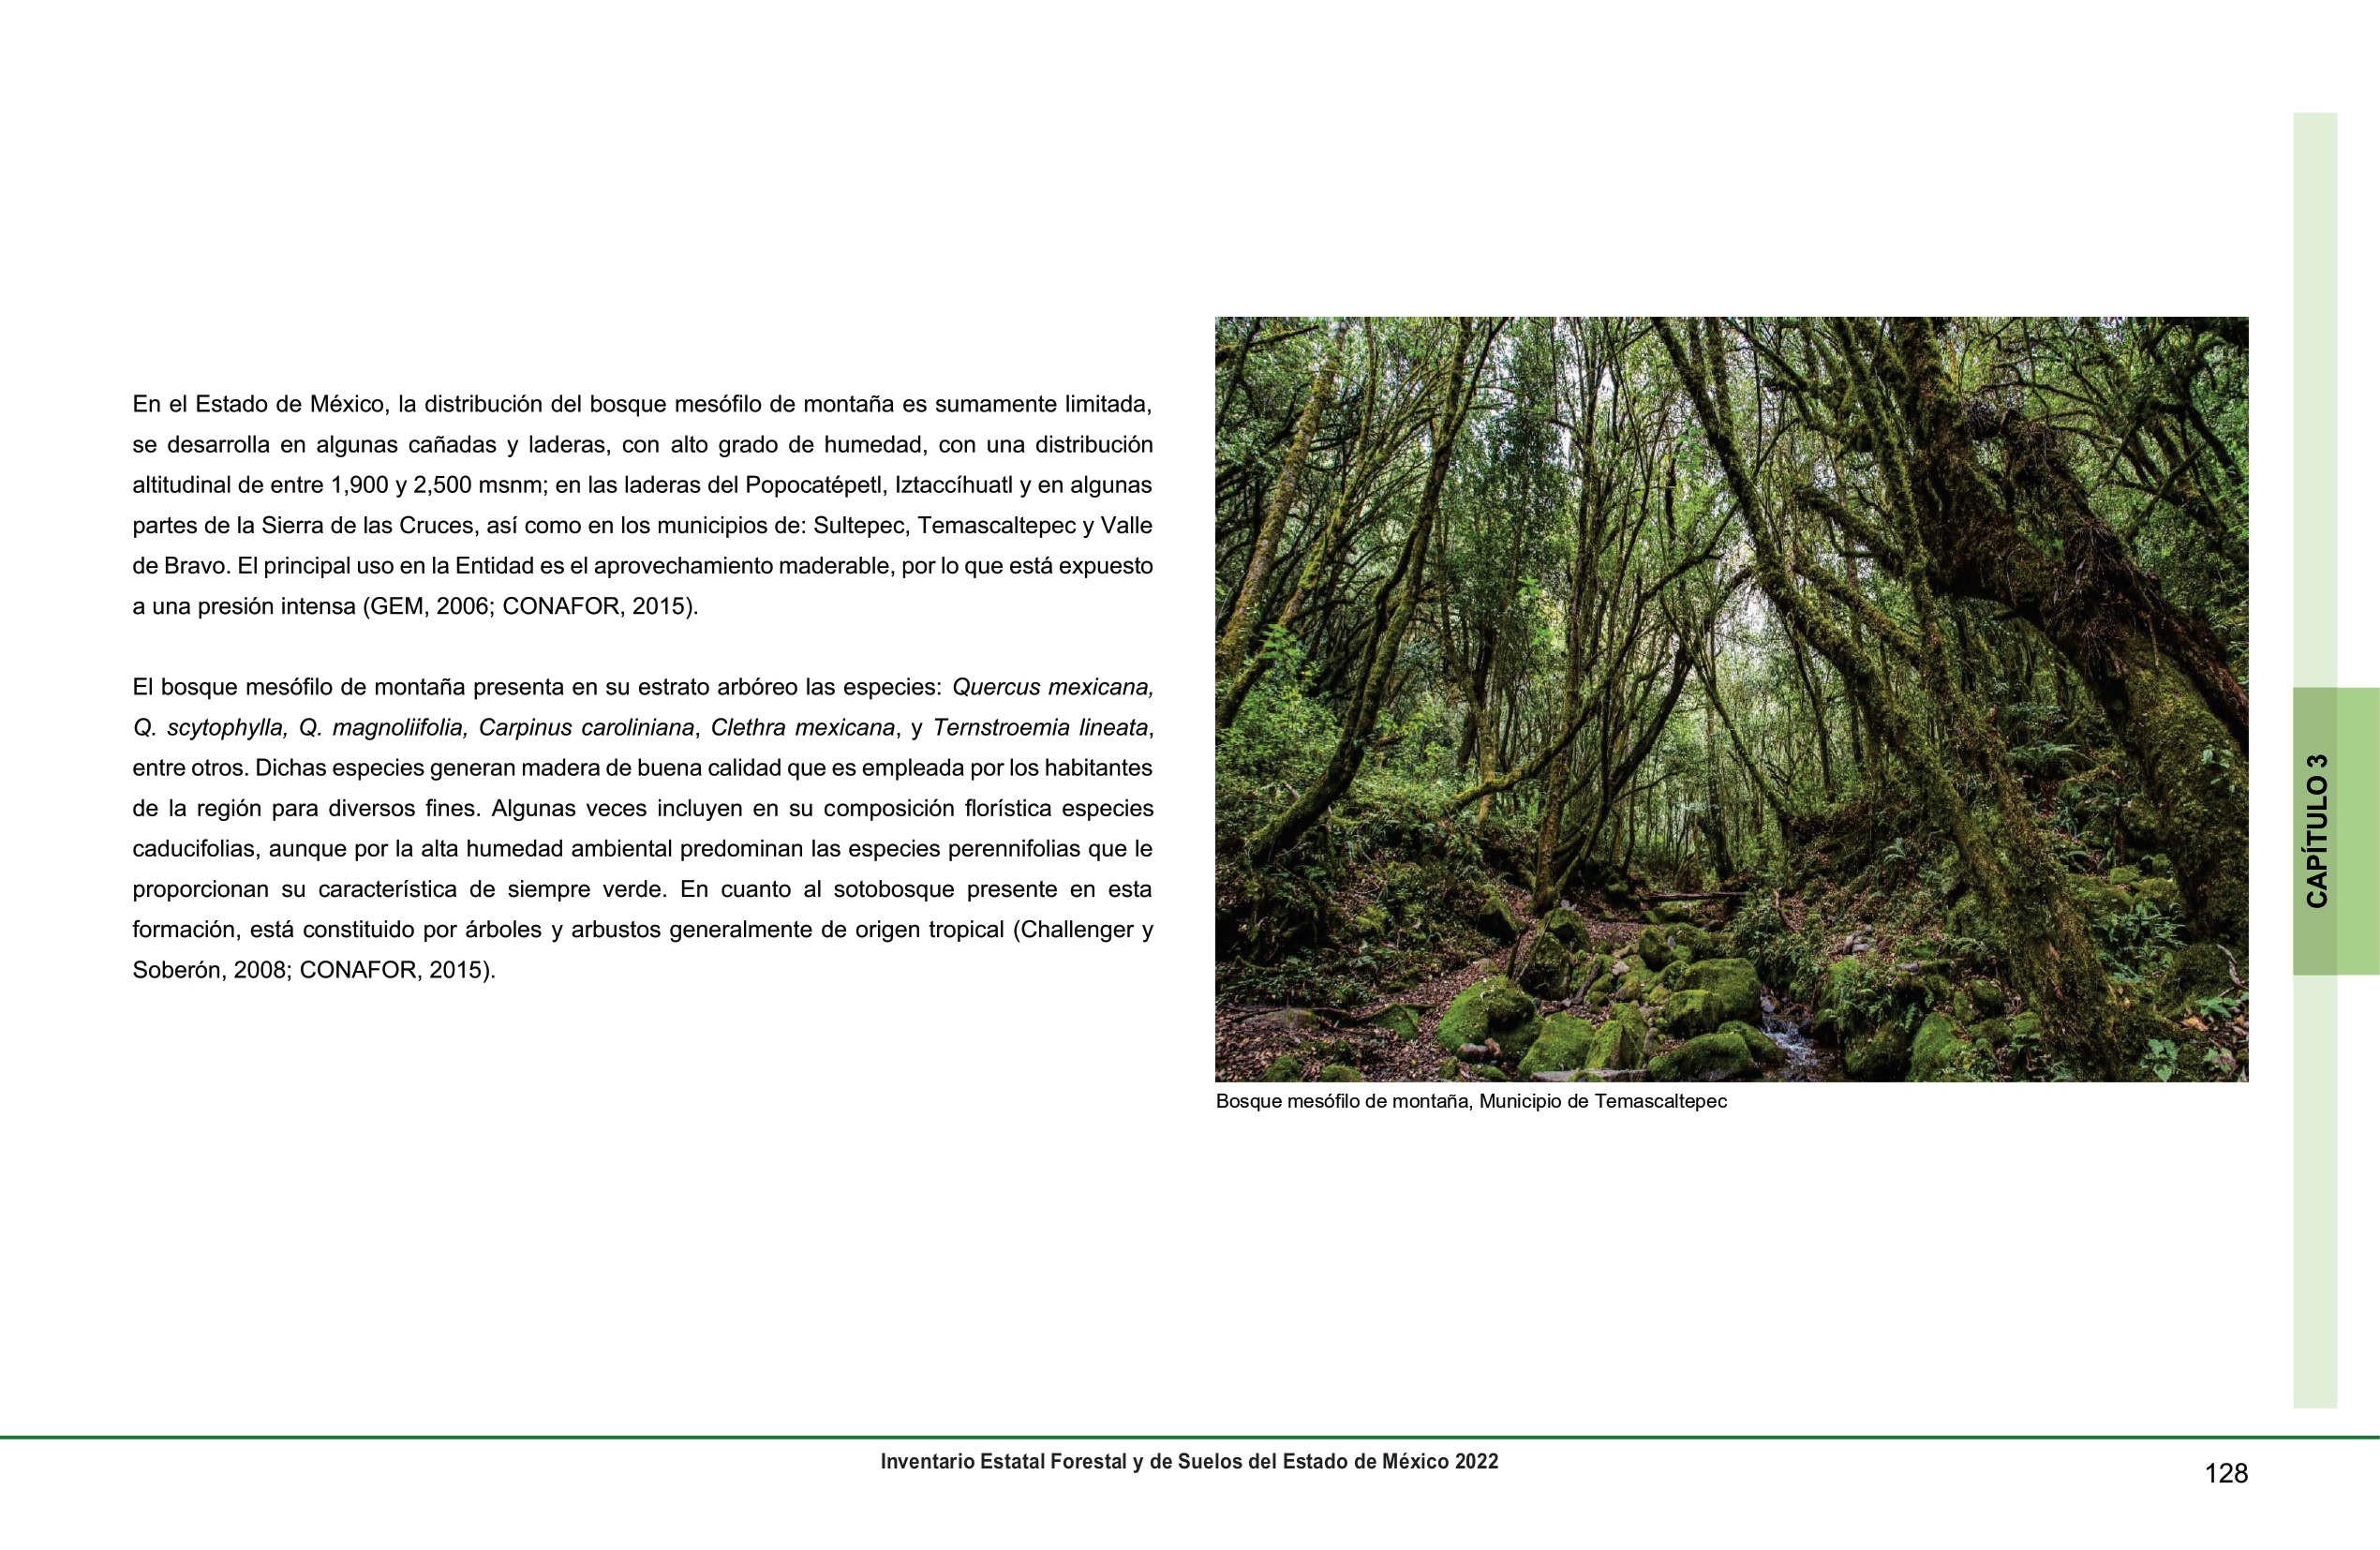 En el Estado de México, la distribución del bosque mesófilo de montaña es sumamente limitada,
se desarrolla en algunas cañadas y laderas, con alto grado de humedad, con una distribución
altitudinal de entre 1,900 y 2,500 msnm; en las laderas del Popocatépetl, Iztaccíhuatl y en algunas
partes de la Sierra de las Cruces, así como en los municipios de: Sultepec, Temascaltepec y Valle
de Bravo. El principal uso en la Entidad es el aprovechamiento maderable, por lo que está expuesto
a una presión intensa (GEM, 2006; CONAFOR, 2015).
El bosque mesófilo de montaña presenta en su estrato arbóreo las especies: Quercus mexicana,
Q. scytophylla, Q. magnoliifolia, Carpinus caroliniana, Clethra mexicana, y Ternstroemia lineata,
entre otros. Dichas especies generan madera de buena calidad que es empleada por los habitantes
de la región para diversos fines. Algunas veces incluyen en su composición florística especies
caducifolias, aunque por la alta humedad ambiental predominan las especies perennifolias que le
proporcionan su característica de siempre verde. En cuanto al sotobosque presente en esta
formación, está constituido por árboles y arbustos generalmente de origen tropical (Challenger y
Soberón, 2008; CONAFOR, 2015).
Bosque mesófilo de montaña, Municipio de Temascaltepec
CAPÍTULO 3
Inventario Estatal Forestal y de Suelos del Estado de México 2022
128